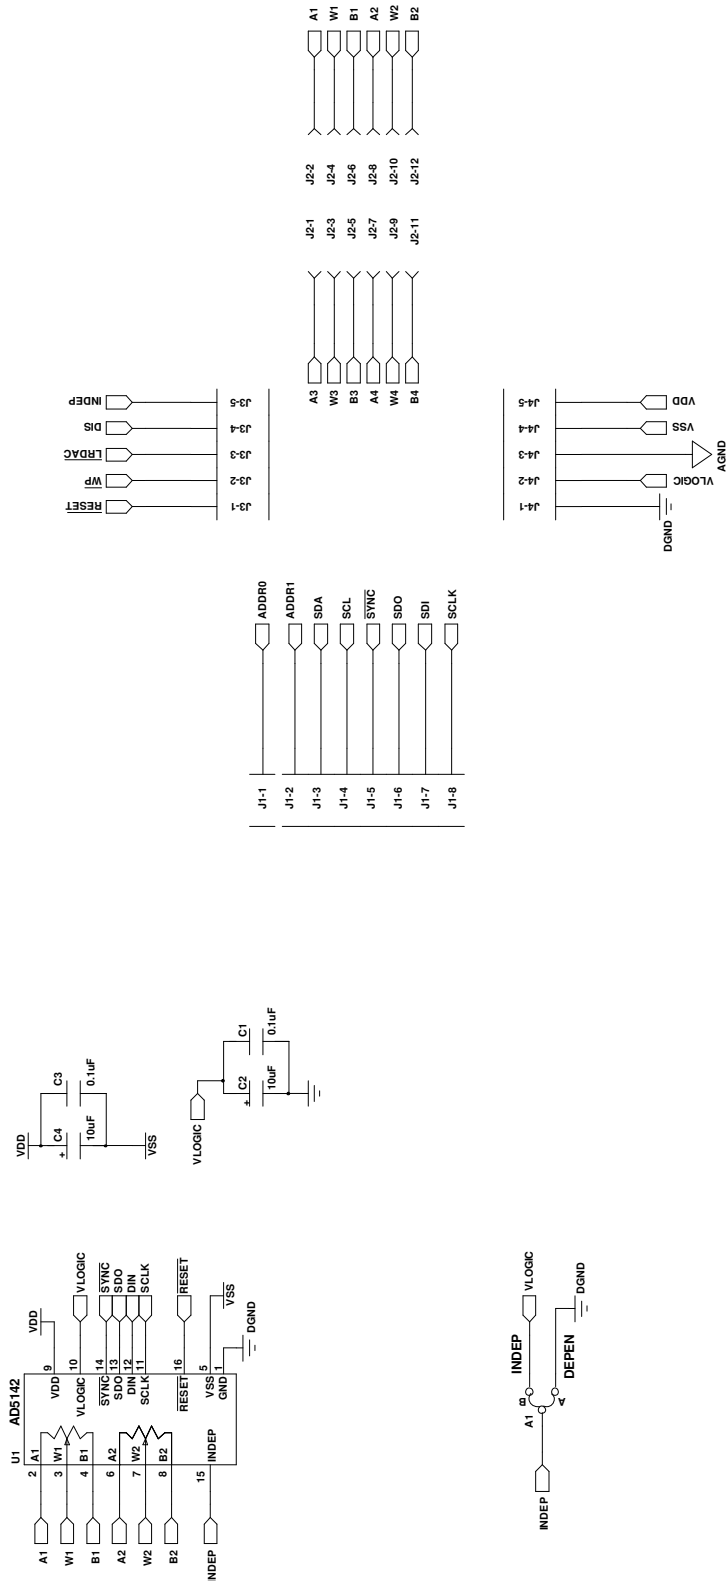 A1
W1
B1
A2
W2
B2
J2-2
J2-4
J2-6
J2-8
J2-10
J2-12
J2-1
J2-3
J2-5
J2-7
J2-9
J2-11
A3
W3
B3
A4
W4
B4
INDEP
DIS
LRDAC
WP
RESET
J3-5
J3-4
J3-3
J3-2
J3-1
J4-5
J4-4
J4-3
J4-2
J4-1
VDD
VSS
AGND
VLOGIC
DGND
ADDR0
ADDR1
SDA
SCL
SYNC
SDO
SDI
SCLK
J1-1
J1-2
J1-3
J1-4
J1-5
J1-6
J1-7
J1-8
VDD
+
C4
10uF
C3
0.1uF
VSS
VLOGIC
+
C2
10uF
C1
0.1uF
U1
AD5142
A1
W1
B1
A2
W2
B2
INDEP
2
3
4
6
7
8
15
A1
W1
B1
A2
W2
B2
INDEP
VDD
VLOGIC
SYNC
SDO
DIN
SCLK
RESET
VSS
GND
9
10
14
13
12
11
16
5
1
VDD
VLOGIC
SYNC
SDO
DIN
SCLK
RESET
VSS
DGND
INDEP
A1
B
A
INDEP
DEPEN
VLOGIC
DGND